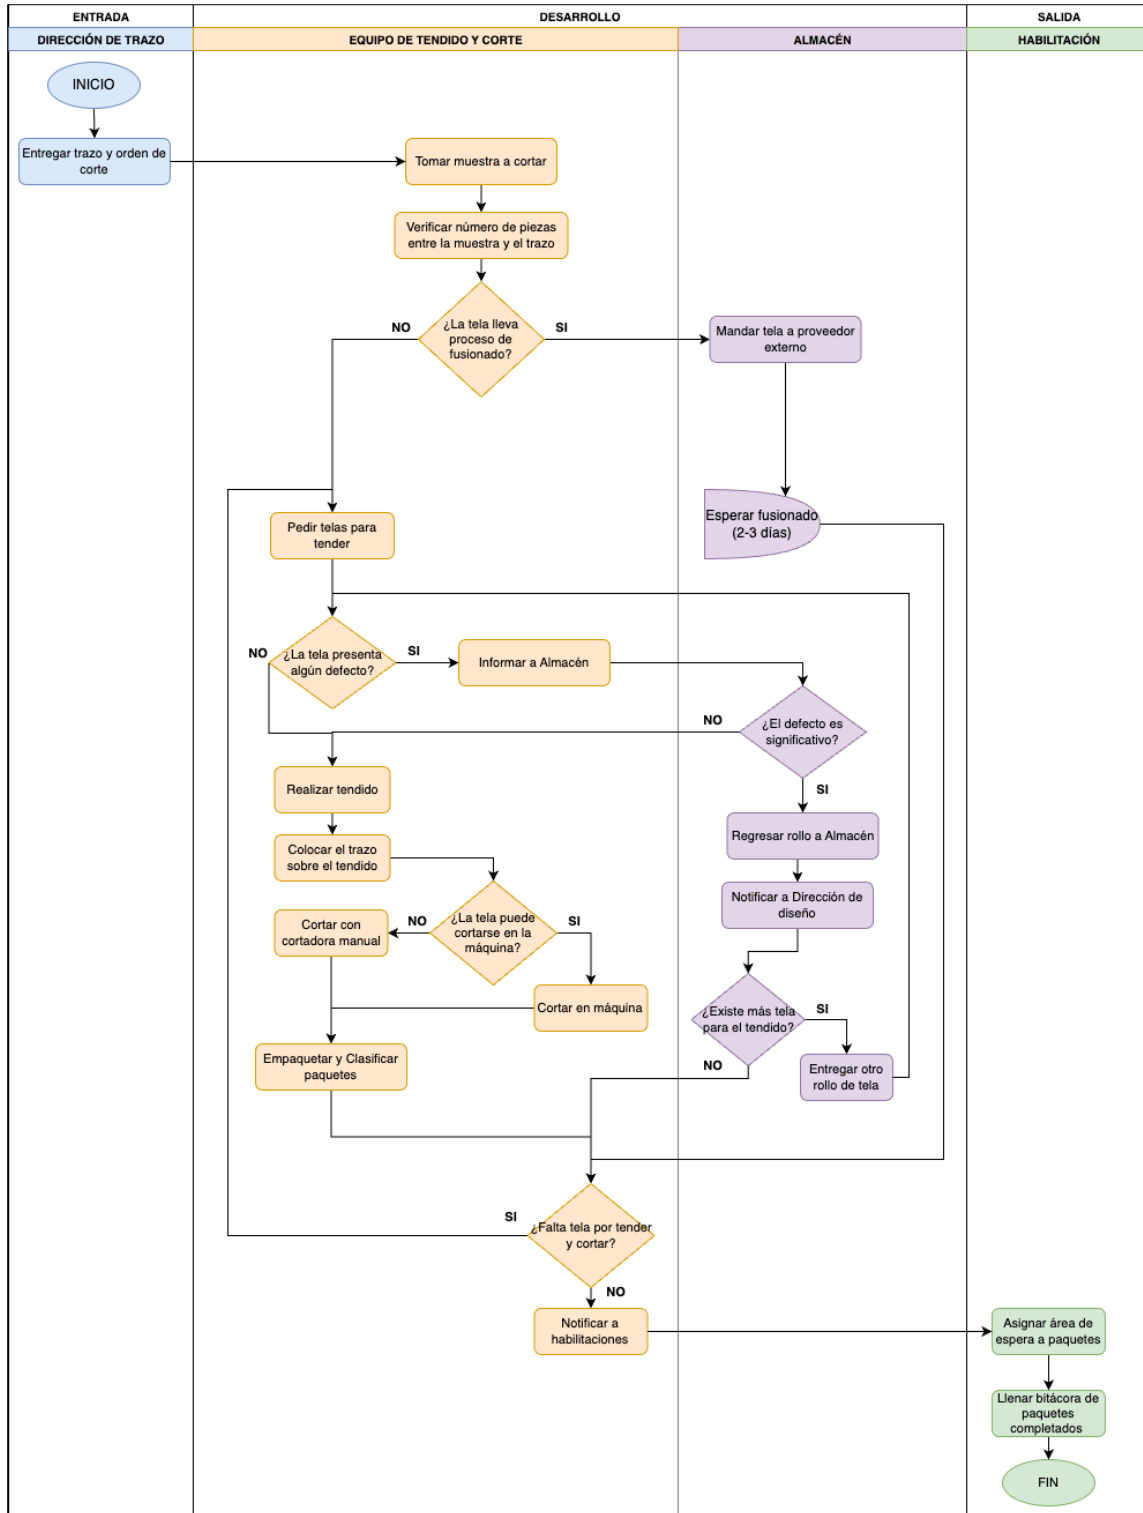 ENTRADA
DESARROLLO
SALIDA
DIRECCIÓN DE TRAZO
EQUIPO DE TENDIDO Y CORTE
ALMACÉN
HABILITACIÓN
INICIO
Entregar trazo y orden de
corte
Tomar muestra a cortar
Verificar número de piezas
entre la muestra y el trazo
¿La tela lleva
proceso de
fusionado?
NO
SI
Mandar tela a proveedor
externo
Esperar fusionado
(2-3 días)
Pedir telas para
tender
¿La tela presenta
algún defecto?
NO
SI
Informar a Almacén
¿El defecto es
significativo?
NO
SI
Realizar tendido
Colocar el trazo
sobre el tendido
Regresar rollo a Almacén
Notificar a Dirección de
diseño
¿La tela puede
cortarse en la
máquina?
NO
SI
Cortar con
cortadora manual
Cortar en máquina
¿Existe más tela
para el tendido?
SI
NO
Entregar otro
rollo de tela
Empaquetar y Clasificar
paquetes
¿Falta tela por tender
y cortar?
SI
NO
Notificar a
habilitaciones
Asignar área de
espera a paquetes
Llenar bitácora de
paquetes
completados
FIN